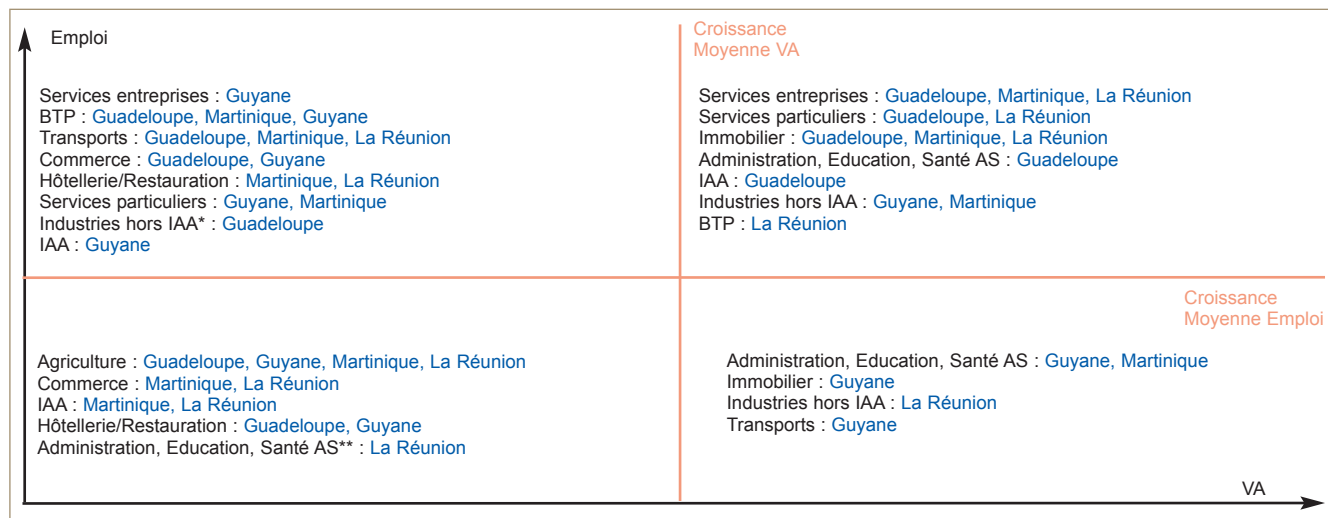 Emploi
Croissance
Moyenne VA
Services entreprises : Guyane
BTP : Guadeloupe, Martinique, Guyane
Transports : Guadeloupe, Martinique, La Réunion
Commerce : Guadeloupe, Guyane
Hôtellerie/Restauration : Martinique, La Réunion
Services particuliers : Guyane, Martinique
Industries hors IAA* : Guadeloupe
IAA : Guyane
Services entreprises : Guadeloupe, Martinique, La Réunion
Services particuliers : Guadeloupe, La Réunion
Immobilier : Guadeloupe, Martinique, La Réunion
Administration, Education, Santé AS : Guadeloupe
IAA : Guadeloupe
Industries hors IAA : Guyane, Martinique
BTP : La Réunion
Croissance
Moyenne Emploi
Agriculture : Guadeloupe, Guyane, Martinique, La Réunion
Commerce : Martinique, La Réunion
IAA : Martinique, La Réunion
Hôtellerie/Restauration : Guadeloupe, Guyane
Administration, Education, Santé AS** : La Réunion
Administration, Education, Santé AS : Guyane, Martinique
Immobilier : Guyane
Industries hors IAA : La Réunion
Transports : Guyane
VA